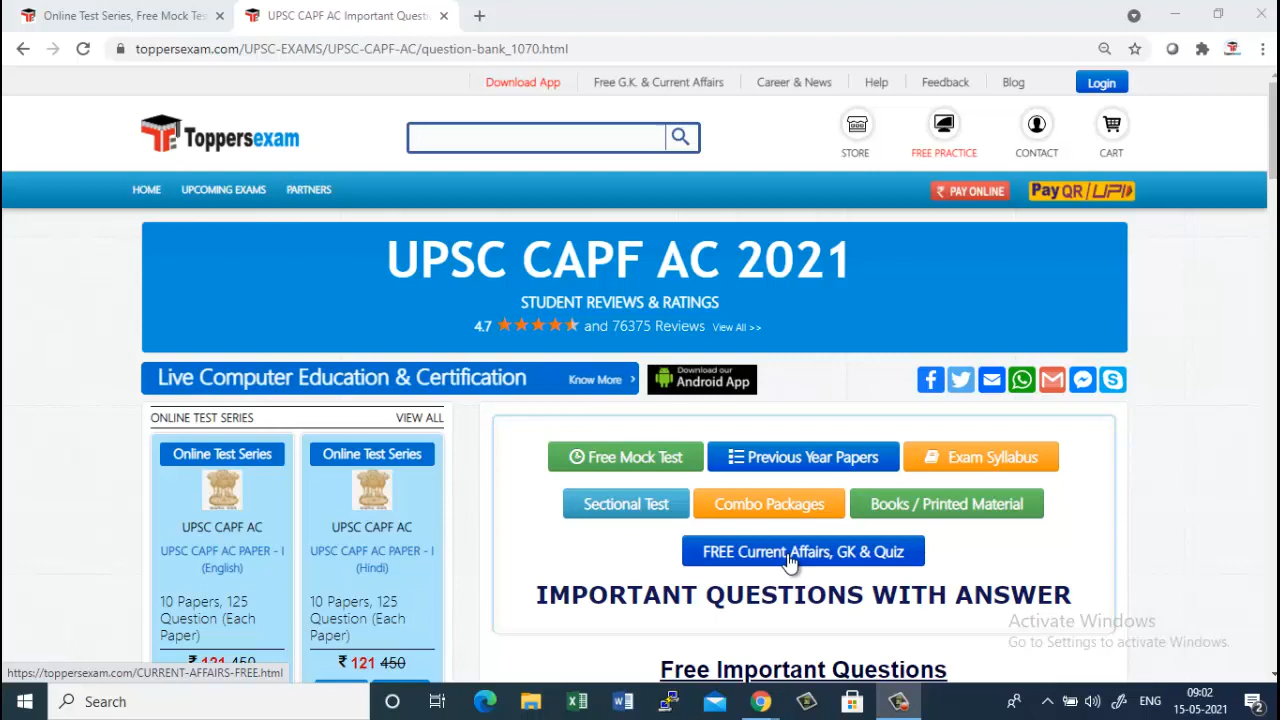 Online Test Series, Free Mock Tes
UPSC CAPF AC Important Questi
toppersexam.com/UPSC-EXAMS/UPSC-CAPF-AC/question-bank_1070.html
Download App
Free G.K. & Current Affairs
Career & News
Help
Feedback
Blog
Login
Toppersexam
STORE
FREE PRACTICE
CONTACT
CART
HOME
UPCOMING EXAMS
PARTNERS
₹ PAY ONLINE
Pay QR / UPI
UPSC CAPF AC 2021
STUDENT REVIEWS & RATINGS
4.7 and 76375 Reviews View All >>
Live Computer Education & Certification Know More >
Download our
Android App
ONLINE TEST SERIES VIEW ALL
Online Test Series
UPSC CAPF AC
UPSC CAPF AC PAPER - I
(English)
10 Papers, 125
Question (Each
Paper)
₹ 121 450
Online Test Series
UPSC CAPF AC
UPSC CAPF AC PAPER - I
(Hindi)
10 Papers, 125
Question (Each
Paper)
₹ 121 450
Free Mock Test
Previous Year Papers
Exam Syllabus
Sectional Test
Combo Packages
Books / Printed Material
FREE Current Affairs, GK & Quiz
IMPORTANT QUESTIONS WITH ANSWER
Free Important Questions
Activate Windows
Go to Settings to activate Windows.
https://toppersexam.com/CURRENT-AFFAIRS-FREE.html
Search
ENG
09:02
15-05-2021
2